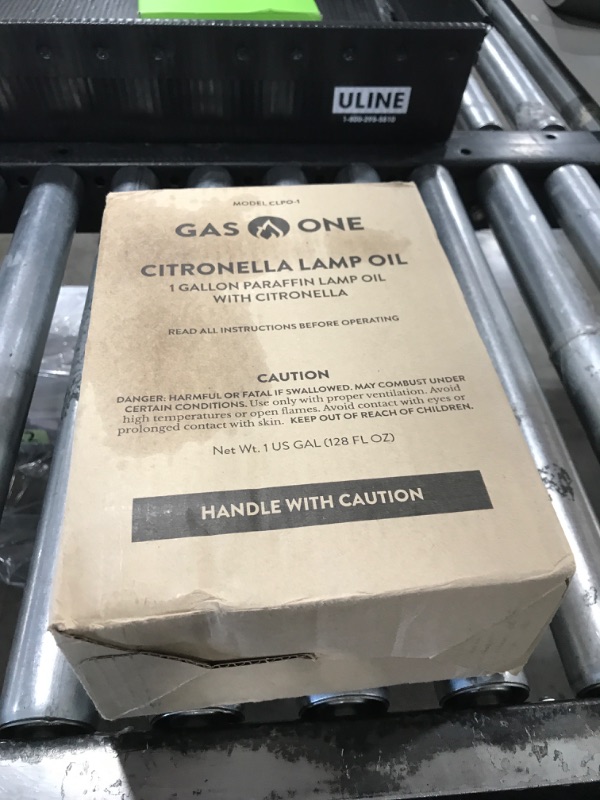 ULINE
1-800-295-5510
MODEL CLPO-1
GAS ONE
CITRONELLA LAMP OIL
1 GALLON PARAFFIN LAMP OIL
WITH CITRONELLA
READ ALL INSTRUCTIONS BEFORE OPERATING
CAUTION
DANGER: HARMFUL OR FATAL IF SWALLOWED. MAY COMBUST UNDER
CERTAIN CONDITIONS. Use only with proper ventilation. Avoid
high temperatures or open flames. Avoid contact with eyes or
prolonged contact with skin. KEEP OUT OF REACH OF CHILDREN.
Net Wt. 1 US GAL (128 FL OZ)
HANDLE WITH CAUTION